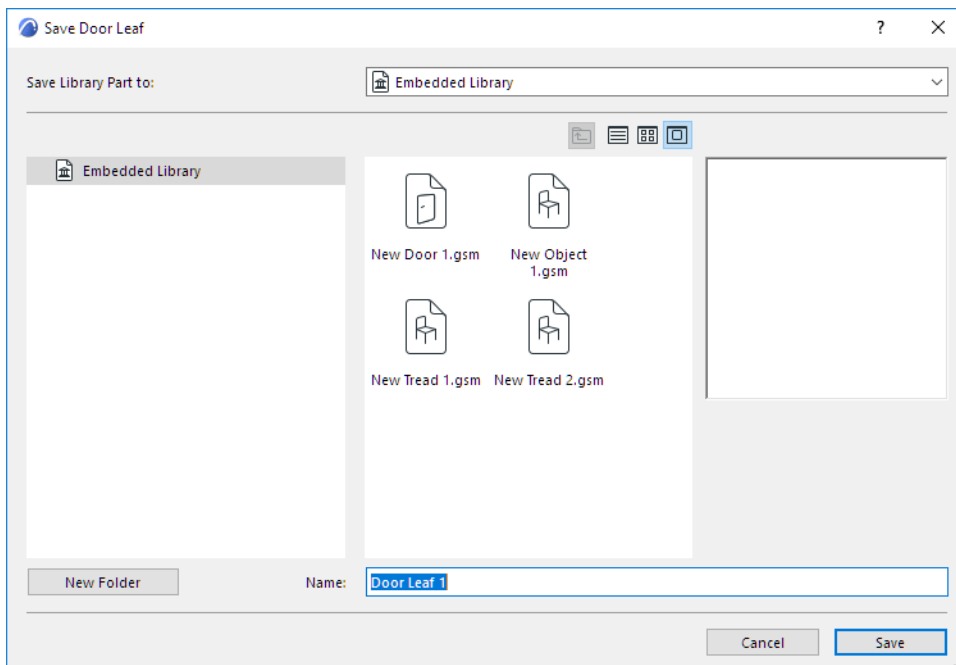 Save Door Leaf
?
Save Library Part to:
Embedded Library
Embedded Library
New Door 1.gsm
New Object
1.gsm
New Tread 1.gsm
New Tread 2.gsm
New Folder
Name:
Door Leaf 1
Cancel
Save